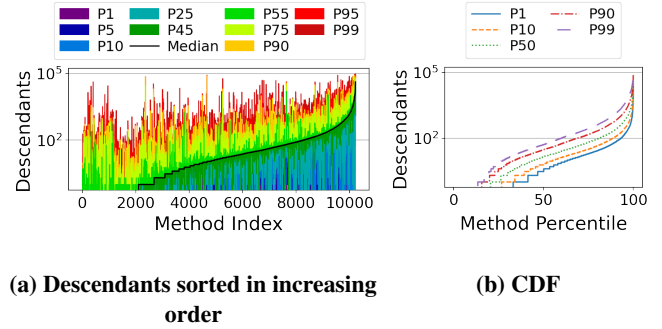 P1 P25 P55 P95
P5 P45 P75 P99
P10 Median P90
P1 P90
P10 P99
P50
Descendants
10^5
10^2
0 2000 4000 6000 8000 10000
Method Index
Descendants
10^5
10^2
0 50 100
Method Percentile
(a) Descendants sorted in increasing
order
(b) CDF